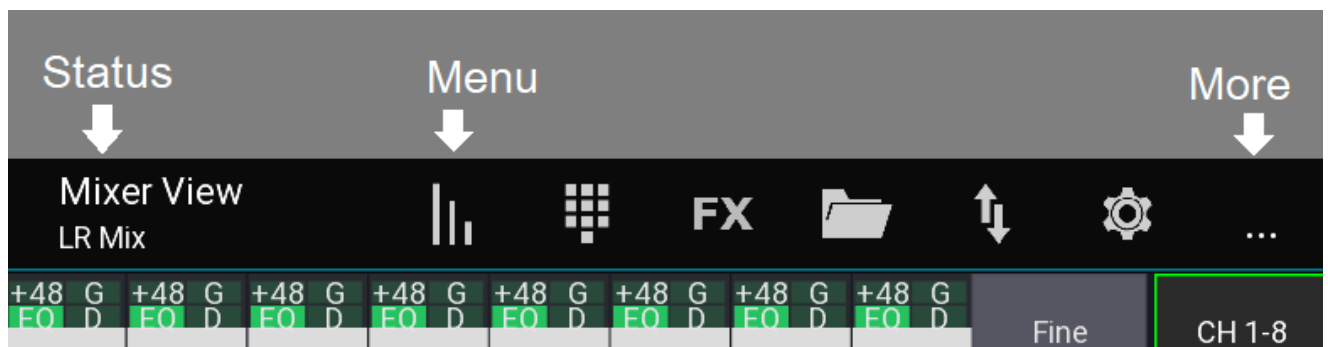 Status Menu More
Mixer View
LR Mix
FX
...
+48 G +48 G +48 G +48 G +48 G +48 G +48 G +48 G
EQ D EQ D EQ D EQ D EQ D EQ D EQ D EQ D
Fine CH 1-8